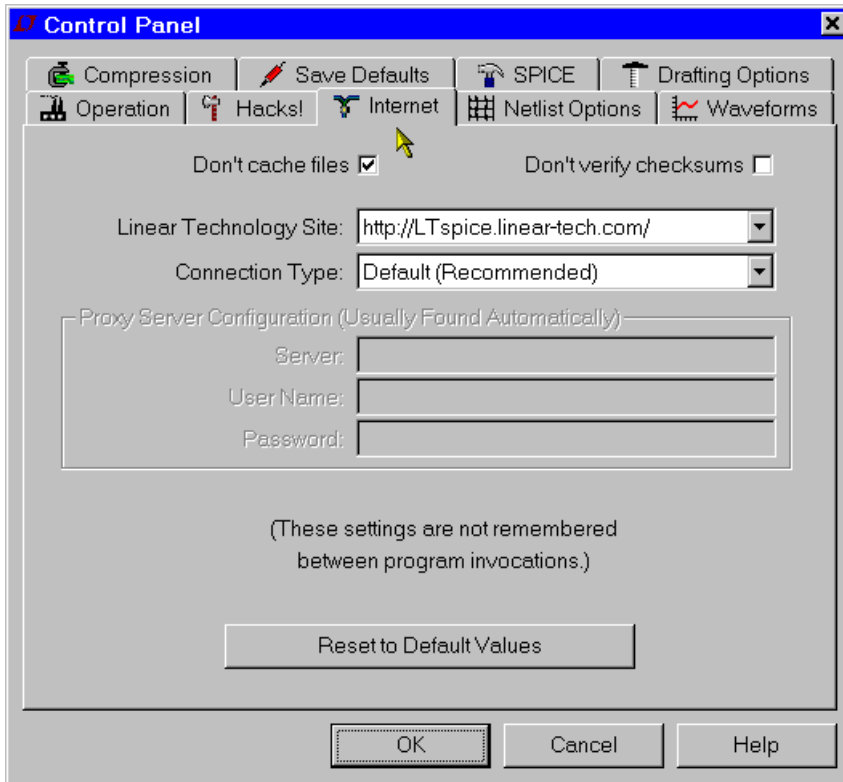 Control Panel
Compression Save Defaults SPICE Drafting Options
Operation Hacks! Internet Netlist Options Waveforms
Don't cache files Don't verify checksums
Linear Technology Site: http://LTspice.linear-tech.com/
Connection Type: Default (Recommended)
Proxy Server Configuration (Usually Found Automatically)
Server:
User Name:
Password:
(These settings are not remembered
between program invocations.)
Reset to Default Values
OK Cancel Help